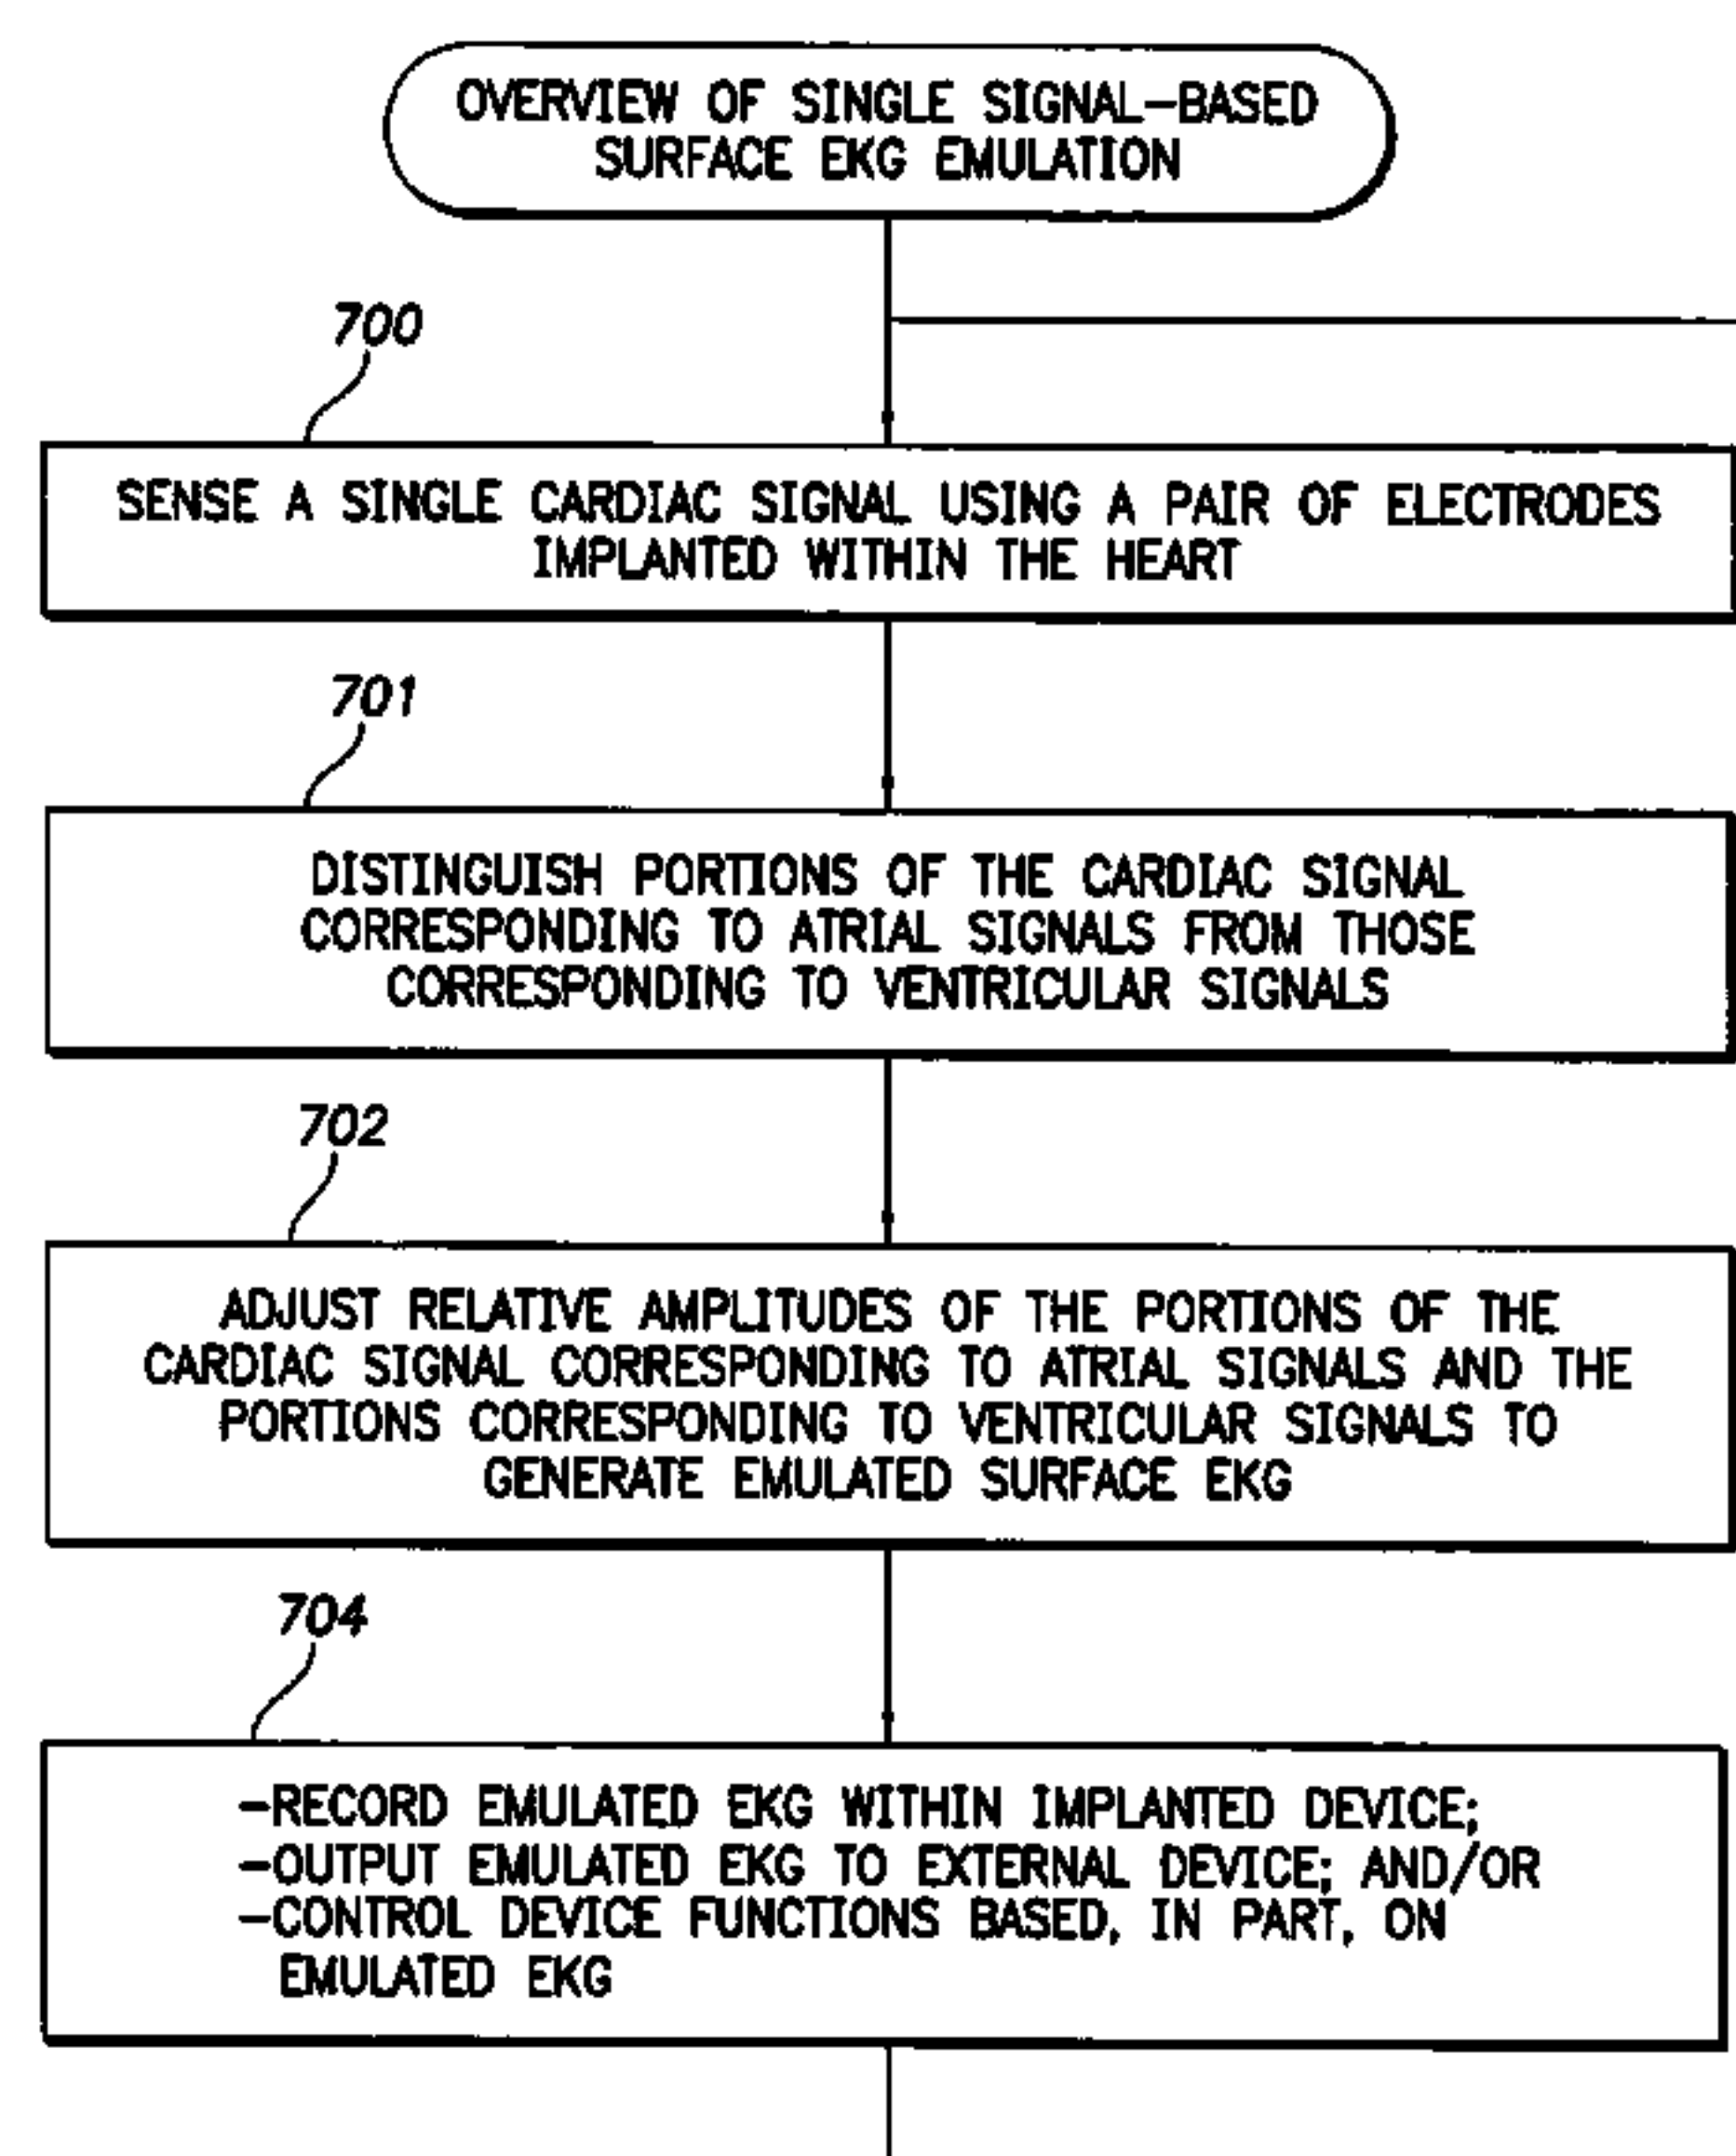 OVERVIEW OF SINGLE SIGNAL-BASED
SURFACE EKG EMULATION
700
SENSE A SINGLE CARDIAC SIGNAL USING A PAIR OF ELECTRODES
IMPLANTED WITHIN THE HEART
701
DISTINGUISH PORTIONS OF THE CARDIAC SIGNAL
CORRESPONDING TO ATRIAL SIGNALS FROM THOSE
CORRESPONDING TO VENTRICULAR SIGNALS
702
ADJUST RELATIVE AMPLITUDES OF THE PORTIONS OF THE
CARDIAC SIGNAL CORRESPONDING TO ATRIAL SIGNALS AND THE
PORTIONS CORRESPONDING TO VENTRICULAR SIGNALS TO
GENERATE EMULATED SURFACE EKG
704
-RECORD EMULATED EKG WITHIN IMPLANTED DEVICE;
-OUTPUT EMULATED EKG TO EXTERNAL DEVICE; AND/OR
-CONTROL DEVICE FUNCTIONS BASED, IN PART, ON
EMULATED EKG